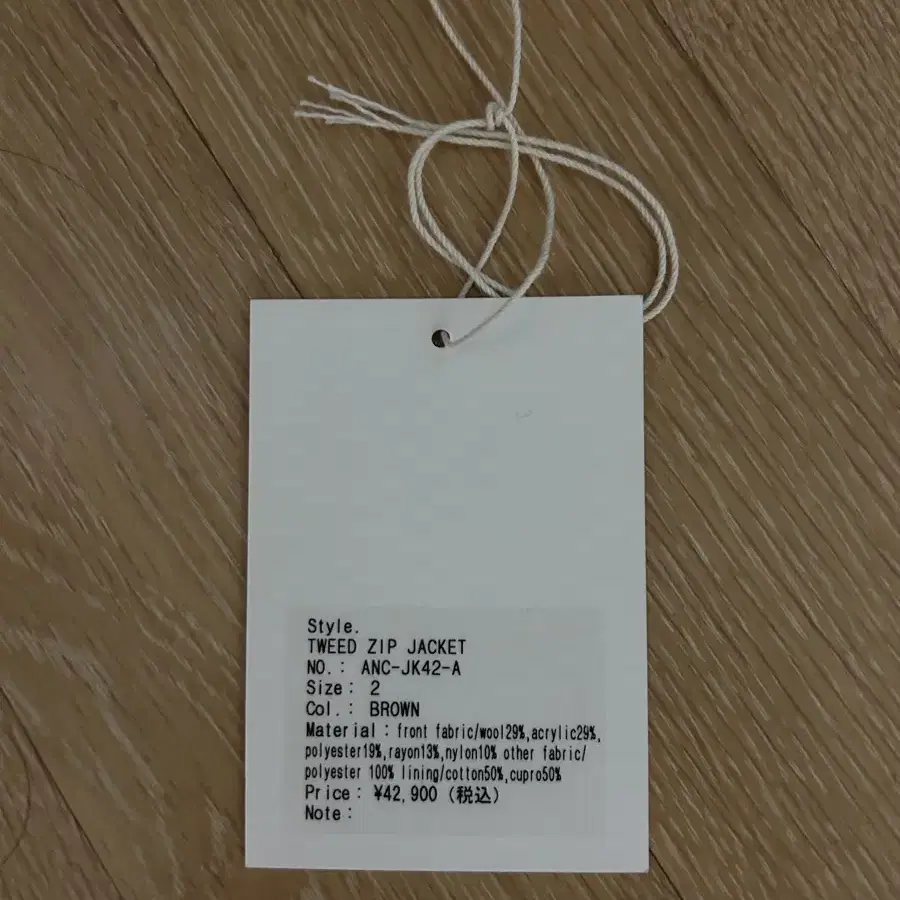 Style.
TWEED ZIP JACKET
NO.: ANC-JK42-A
Size: 2
Col.: BROWN
Material:front fabric/wool29%,acrylic29%,
polyester19%,rayon13%,nylon10% other fabric/
polyester 100% lining/cotton50%,cupro50%
Price: ¥42,900 (税込)
Note: